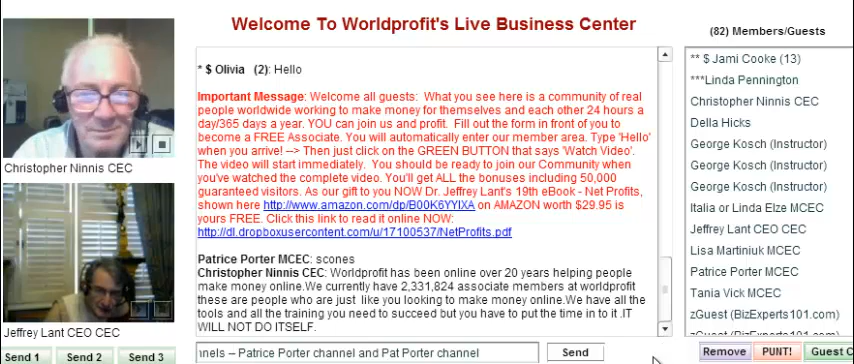 Welcome To Worldprofit's Live Business Center
(82) Members/Guests
Christopher Ninnis CEC
Jeffrey Lant CEO CEC
Send 1
Send 2
Send 3
* $ Olivia (2): Hello
Important Message: Welcome all guests: What you see here is a community of real
people worldwide working to make money for themselves and each other 24 hours a
day/365 days a year. YOU can join us and profit. Fill out the form in front of you to
become a FREE Associate. You will automatically enter our member area. Type 'Hello'
when you arrive! --> Then just click on the GREEN BUTTON that says 'Watch Video'.
The video will start immediately. You should be ready to join our Community when
you've watched the complete video. You'll get ALL the bonuses including 50,000
guaranteed visitors. As our gift to you NOW Dr. Jeffrey Lant's 19th eBook - Net Profits,
shown here http://www.amazon.com/dp/B00K6YYIXA on AMAZON worth $29.95 is
yours FREE. Click this link to read it online NOW:
http://dl.dropboxusercontent.com/u/17100537/NetProfits.pdf
Patrice Porter MCEC: scones
Christopher Ninnis CEC: Worldprofit has been online over 20 years helping people
make money online.We currently have 2,331,824 associate members at worldprofit
these are people who are just like you looking to make money online.We have all the
tools and all the training you need to succeed but you have to put the time in to it .IT
WILL NOT DO ITSELF.
nnels – Patrice Porter channel and Pat Porter channel
Send
** $ Jami Cooke (13)
***Linda Pennington
Christopher Ninnis CEC
Della Hicks
George Kosch (Instructor)
George Kosch (Instructor)
George Kosch (Instructor)
Italia or Linda Elze MCEC
Jeffrey Lant CEO CEC
Lisa Martiniuk MCEC
Patrice Porter MCEC
Tania Vick MCEC
zGuest (BizExperts101.com)
zGuest (BizExperts101.com)
Remove
PUNT!
Guest C